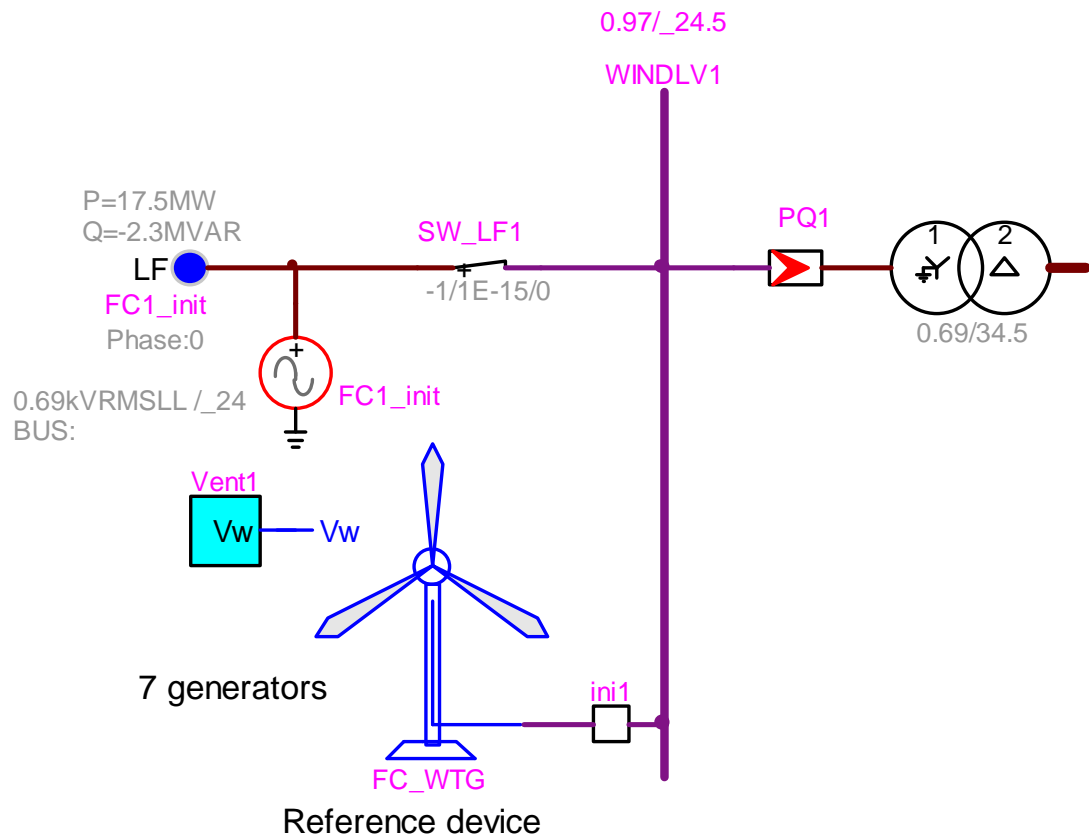 0.97/_24.5
WINDLV1
P=17.5MW
Q=-2.3MVAR
LF
FC1_init
Phase:0
SW_LF1
-1/1E-15/0
PQ1
1
2
0.69/34.5
+
FC1_init
0.69kVRMSLL /_24
BUS:
Vent1
Vw
Vw
7 generators
ini1
FC_WTG
Reference device